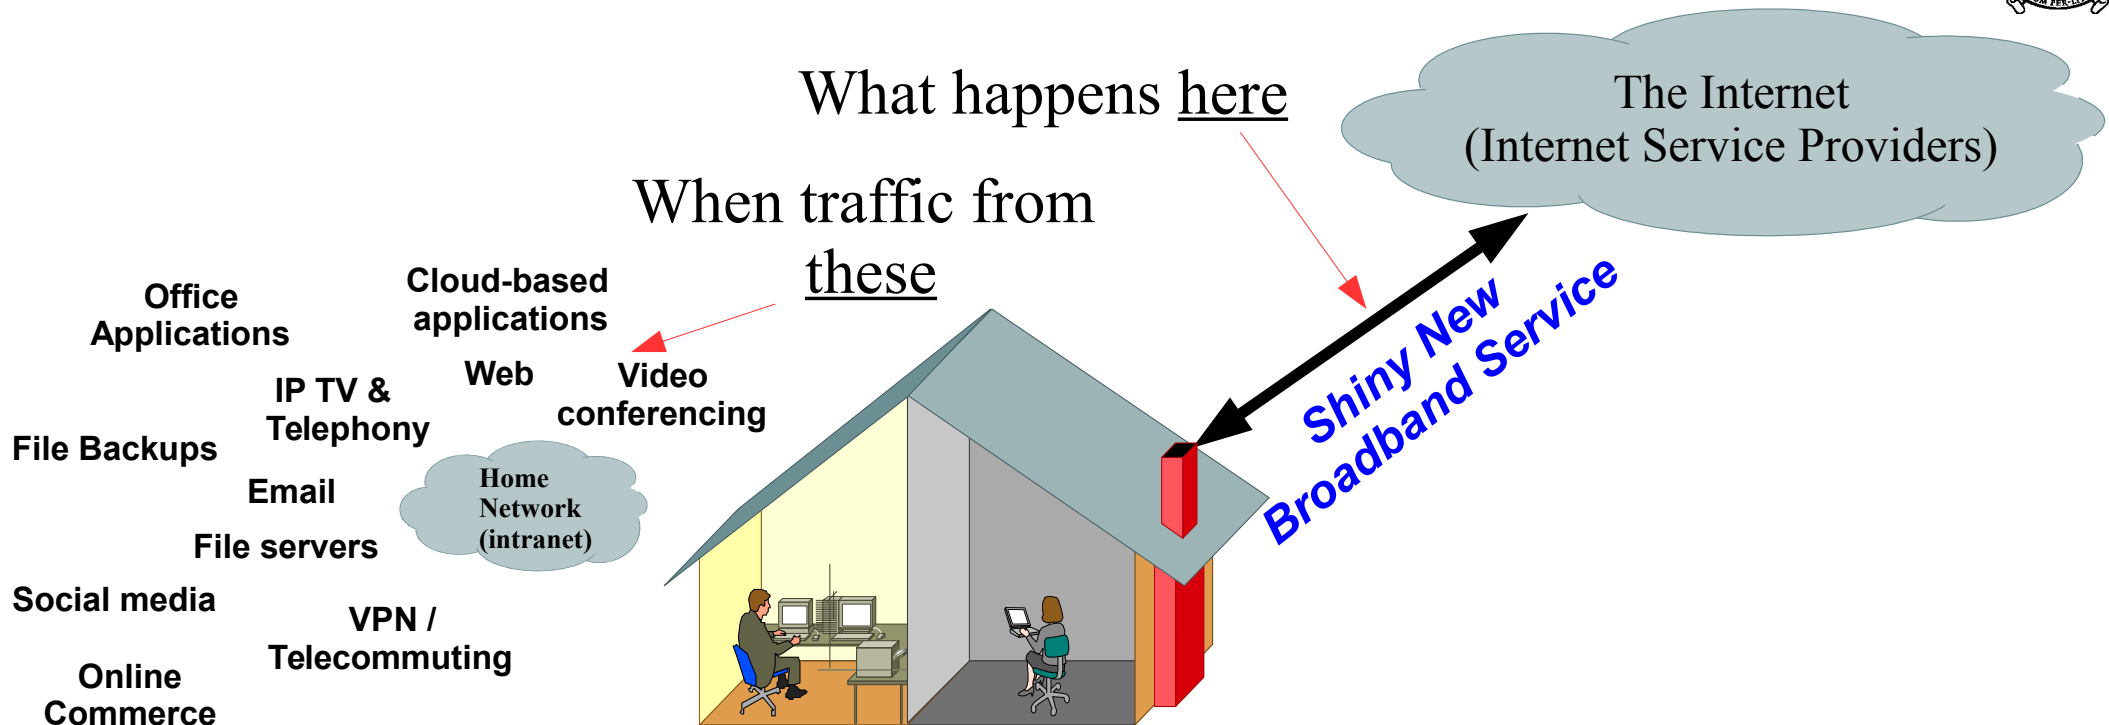 What happens here
The Internet
(Internet Service Providers)
When traffic from
these
Shiny New
Broadband Service
Office
Applications
Cloud-based
applications
Web
Video
conferencing
IP TV &
Telephony
File Backups
Email
Home
Network
(intranet)
File servers
Social media
VPN /
Telecommuting
Online
Commerce